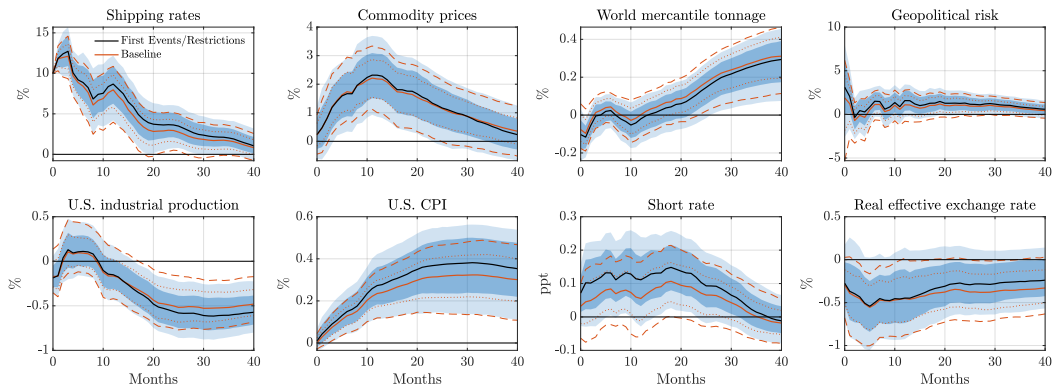 Shipping rates
%
15
10
5
0
First Events/Restrictions
Baseline
0 10 20 30 40
Commodity prices
%
4
3
2
1
0
0 10 20 30 40
World mercantile tonnage
%
0.4
0.2
0
-0.2
0 10 20 30 40
Geopolitical risk
%
10
5
0
-5
0 10 20 30 40
U.S. industrial production
%
0.5
0
-0.5
-1
0 10 20 30 40
Months
U.S. CPI
%
0.6
0.4
0.2
0
0 10 20 30 40
Months
Short rate
ppt
0.3
0.2
0.1
0
-0.1
0 10 20 30 40
Months
Real effective exchange rate
%
0.5
0
-0.5
-1
0 10 20 30 40
Months